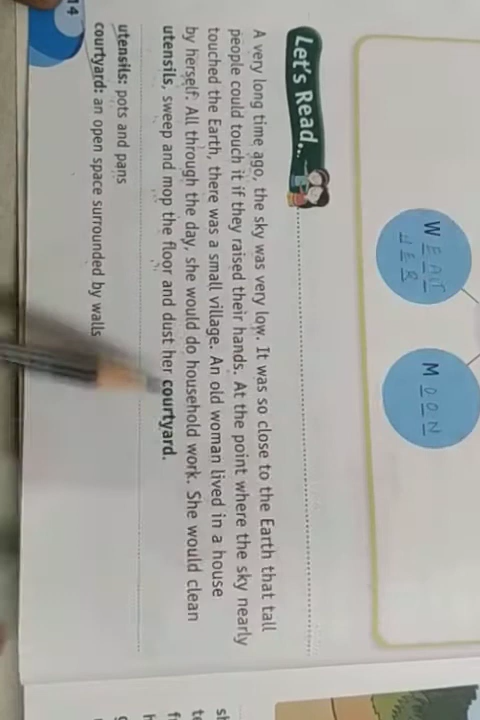 W E A T
H E R
M O O N
Let's Read...
A very long time ago, the sky was very low. It was so close to the Earth that tall
people could touch it if they raised their hands. At the point where the sky nearly
touched the Earth, there was a small village. An old woman lived in a house
by herself. All through the day, she would do household work. She would clean
utensils, sweep and mop the floor and dust her courtyard.
utensils: pots and pans
courtyard: an open space surrounded by walls
14